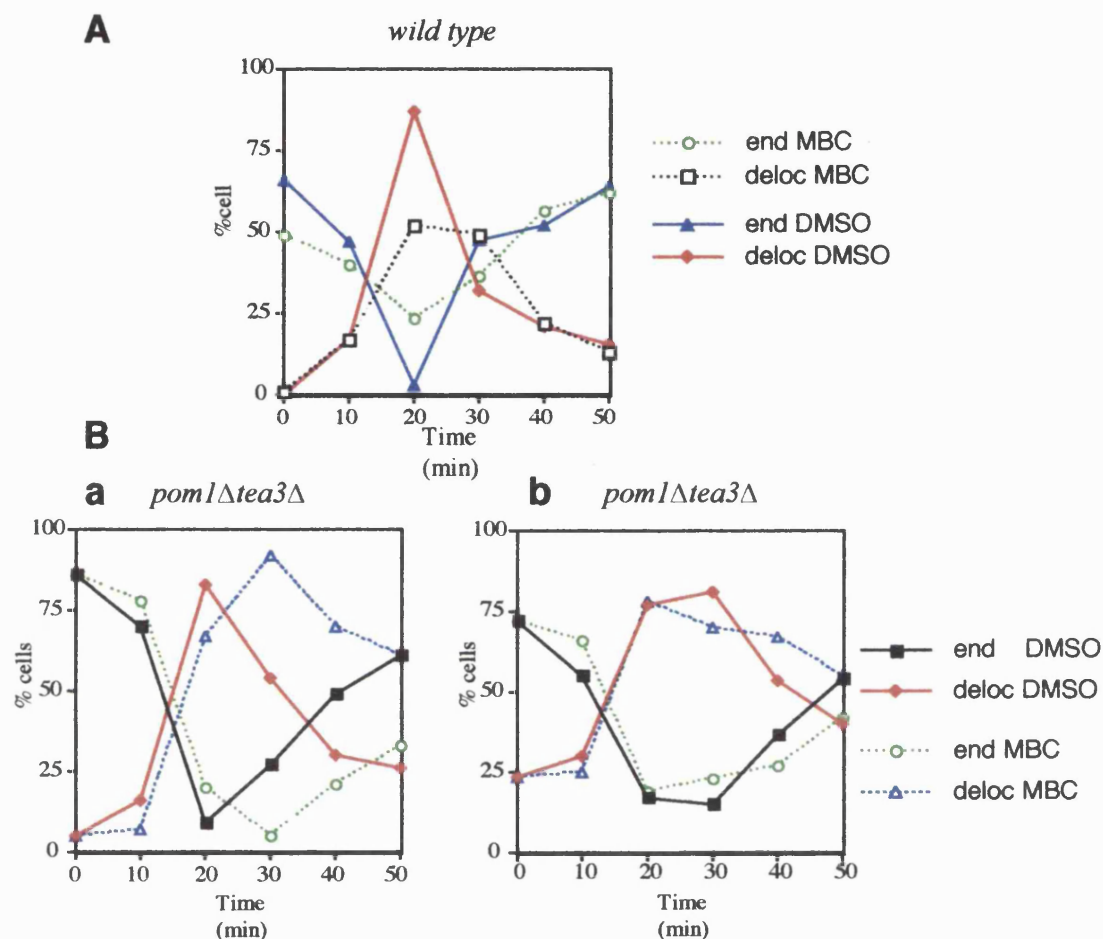 A
wild type
100
75
50
25
0
%cell
0 10 20 30 40 50
Time
(min)
end MBC
deloc MBC
end DMSO
deloc DMSO
B
a pom1Δtea3Δ
100
75
50
25
0
% cells
0 10 20 30 40 50
Time
(min)
b pom1Δtea3Δ
100
75
50
25
0
% cells
0 10 20 30 40 50
Time
(min)
end DMSO
deloc DMSO
end MBC
deloc MBC